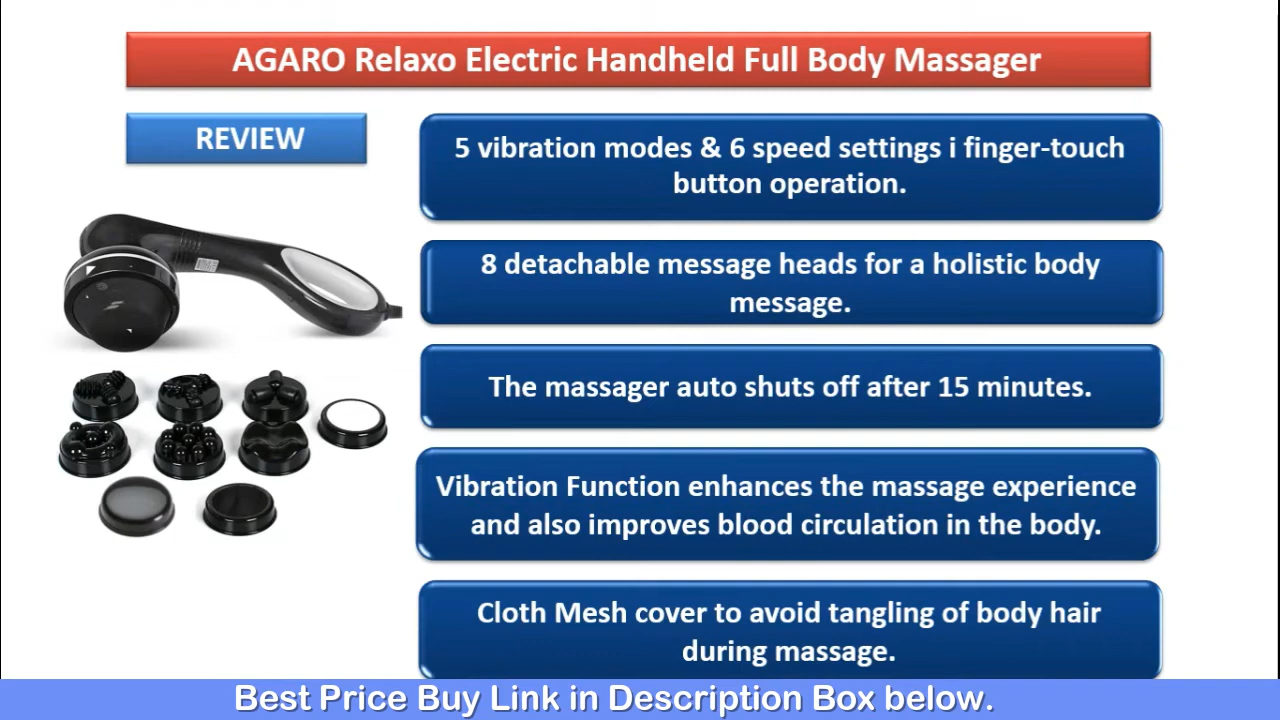 AGARO Relaxo Electric Handheld Full Body Massager
REVIEW
5 vibration modes & 6 speed settings i finger-touch
button operation.
8 detachable message heads for a holistic body
message.
The massager auto shuts off after 15 minutes.
Vibration Function enhances the massage experience
and also improves blood circulation in the body.
Cloth Mesh cover to avoid tangling of body hair
during massage.
Best Price Buy Link in Description Box below.